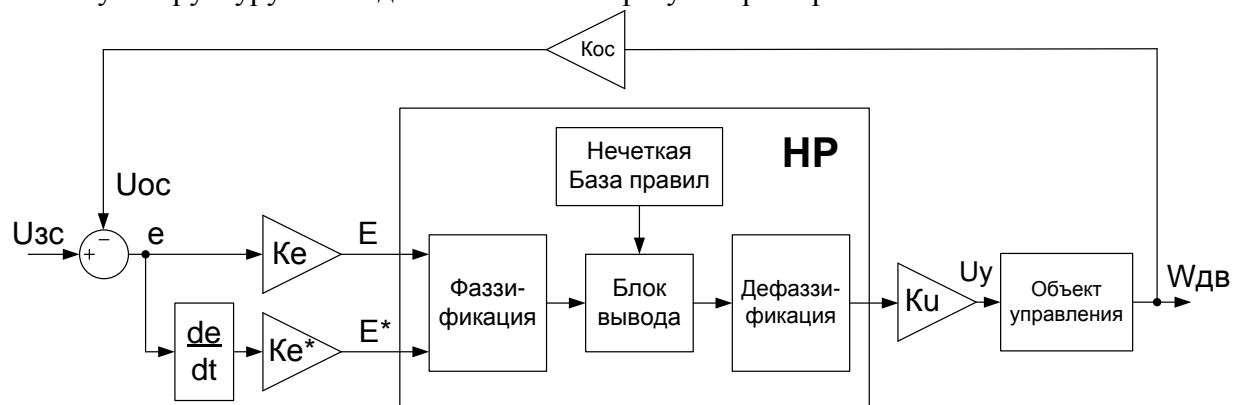 Кос
Нечеткая
База правил
НР
Uос
Uзс
+
−
e
Ke
E
Фаззи-
фикация
Блок
вывода
Дефаззи-
фикация
Ku
Uу
Объект
управления
Wдв
de
dt
Ke*
E*